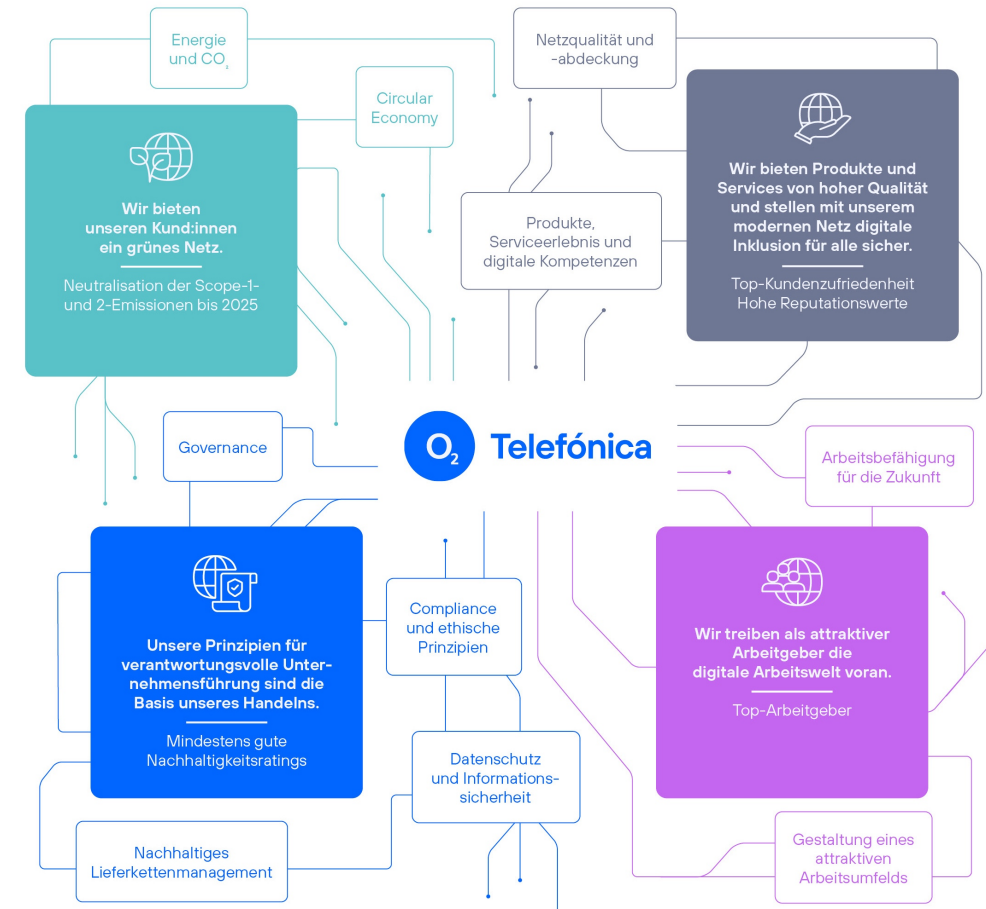 Energie
und CO₂
Circular
Economy
Wir bieten
unseren Kund:innen
ein grünes Netz.
Neutralisation der Scope-1-
und 2-Emissionen bis 2025
Netzqualität und
-abdeckung
Produkte,
Serviceerlebnis und
digitale Kompetenzen
Wir bieten Produkte und
Services von hoher Qualität
und stellen mit unserem
modernen Netz digitale
Inklusion für alle sicher.
Top-Kundenzufriedenheit
Hohe Reputationswerte
O₂ Telefónica
Governance
Unsere Prinzipien für
verantwortungsvolle Unter-
nehmensführung sind die
Basis unseres Handelns.
Mindestens gute
Nachhaltigkeitsratings
Compliance
und ethische
Prinzipien
Datenschutz
und Informations-
sicherheit
Nachhaltiges
Lieferkettenmanagement
Arbeitsbefähigung
für die Zukunft
Wir treiben als attraktiver
Arbeitgeber die
digitale Arbeitswelt voran.
Top-Arbeitgeber
Gestaltung eines
attraktiven
Arbeitsumfelds